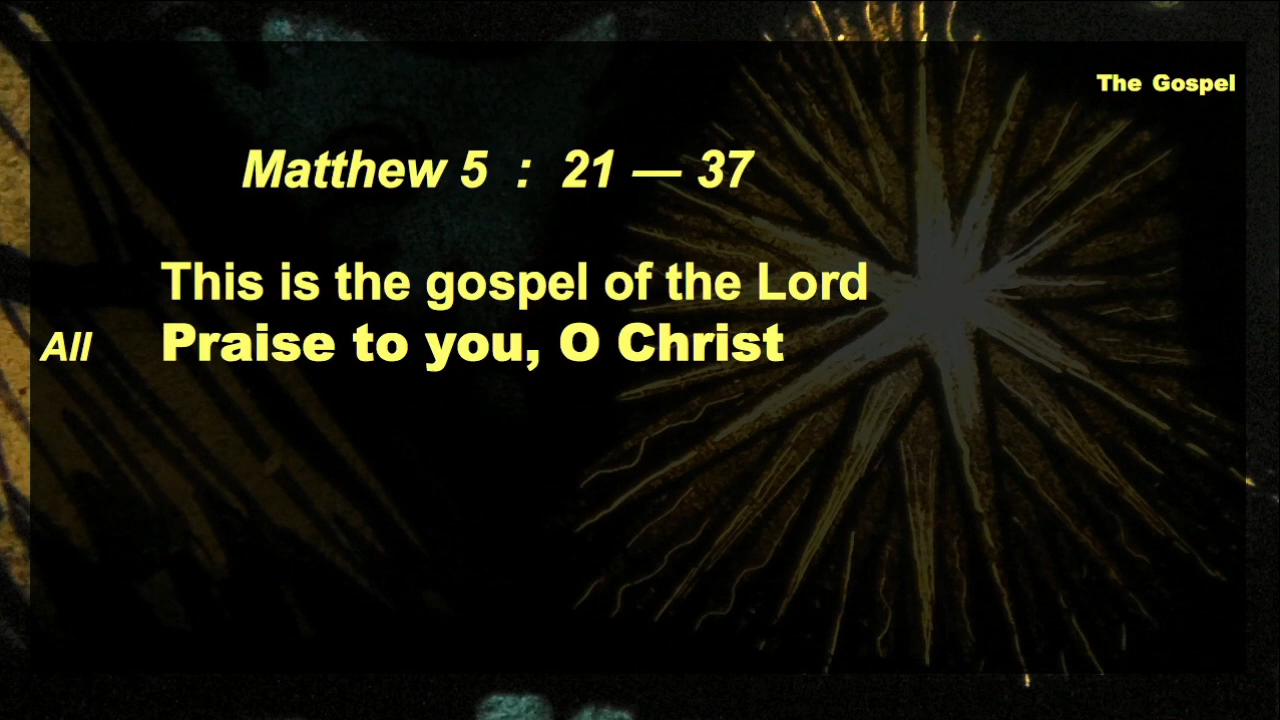 The Gospel
Matthew 5 : 21 — 37
This is the gospel of the Lord
All Praise to you, O Christ